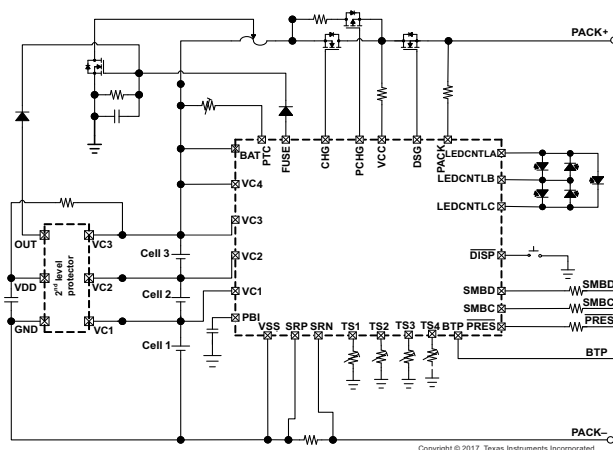 PACK+
BAT
PTC
FUSE
CHG
PCHG
VCC
DSG
PACK
LEDCNTLA
LEDCNTLB
LEDCNTLC
VC4
VC3
VC2
VC1
PBI
DISP
SMBD
SMBC
PRES
SMBD
SMBC
PRES
OUT
VDD
GND
2nd level
protector
VC3
VC2
VC1
Cell 3
Cell 2
Cell 1
VSS
SRP
SRN
TS1
TS2
TS3
TS4
BTP
BTP
PACK–
Copyright © 2017, Texas Instruments Incorporated